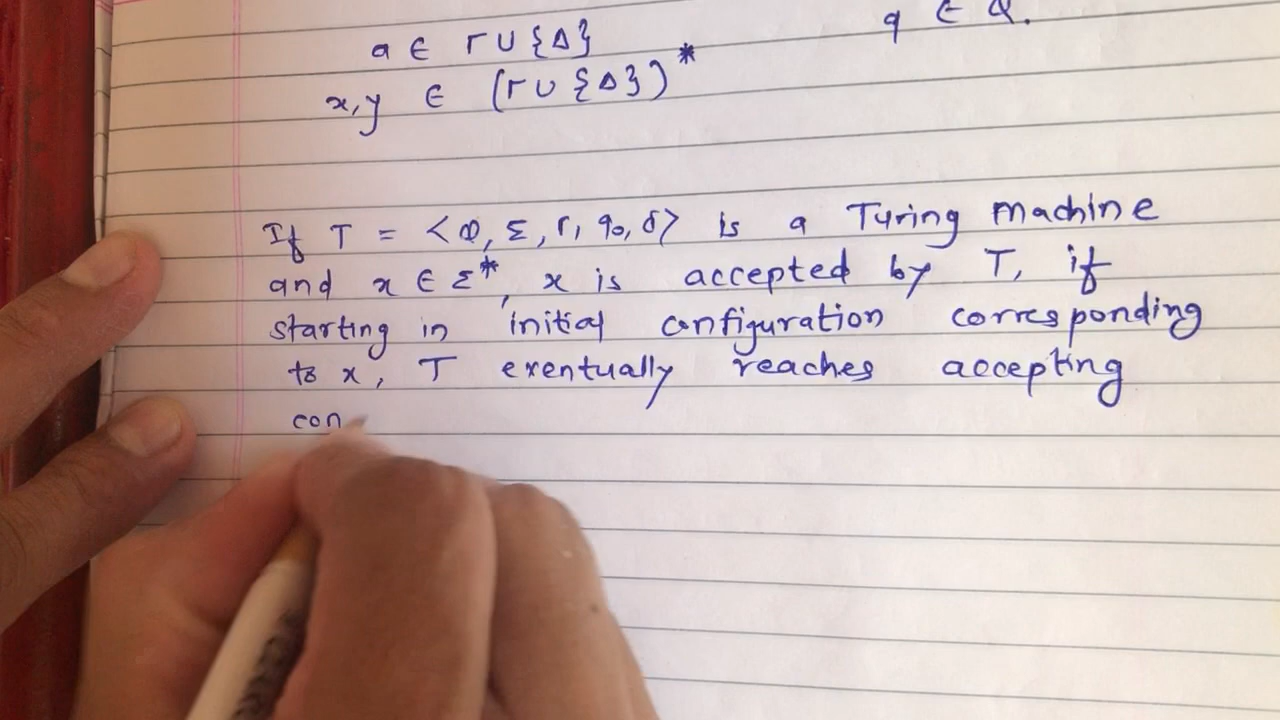 a ∈ Γ ∪ {Δ}
q ∈ Q.
x,y ∈ (Γ ∪ {Δ})*
If T = <Q, Σ, Γ, q0, δ> is a Turing Machine
and x ∈ Σ*, x is accepted by T, if
starting in initial configuration corresponding
to x, T eventually reaches accepting
con